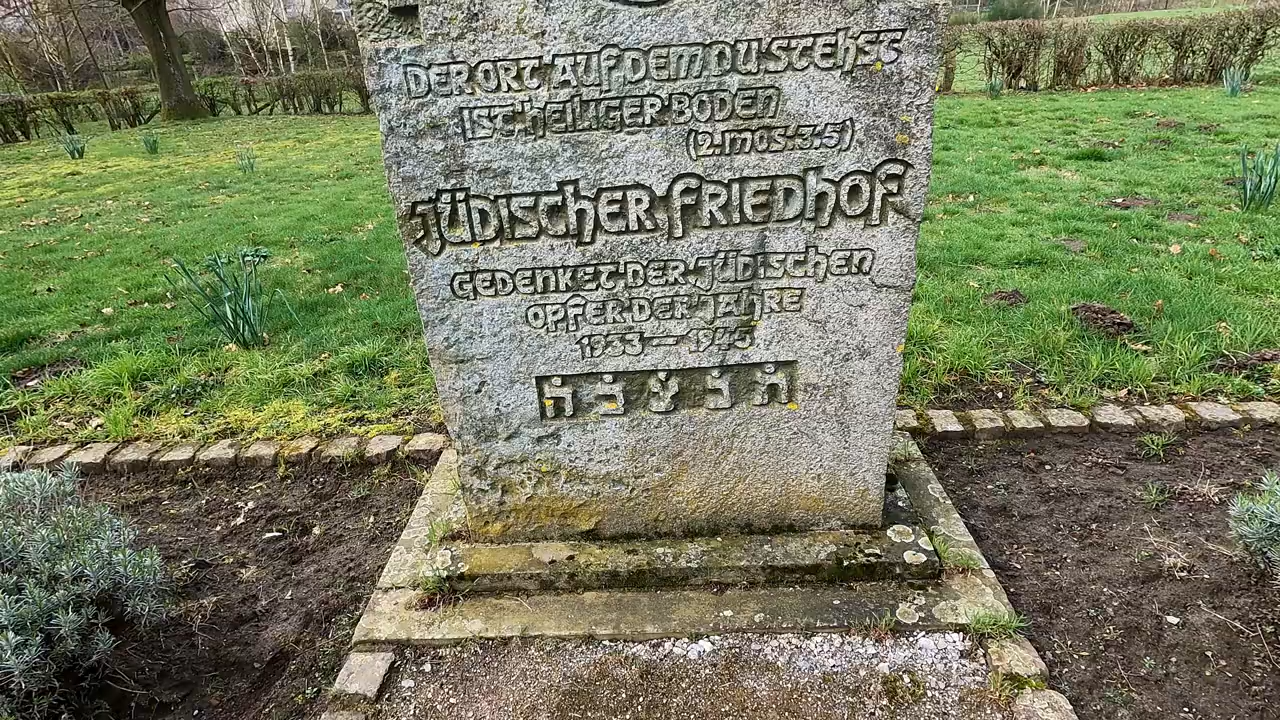 DER ORT AUF DEM DU STEHST
IST HEILIGER BODEN
(2. MOS. 3.5)
JÜDISCHER FRIEDHOF
GEDENKET DER JÜDISCHEN
OPFER DER JAHRE
1933 — 1945
תנצבה